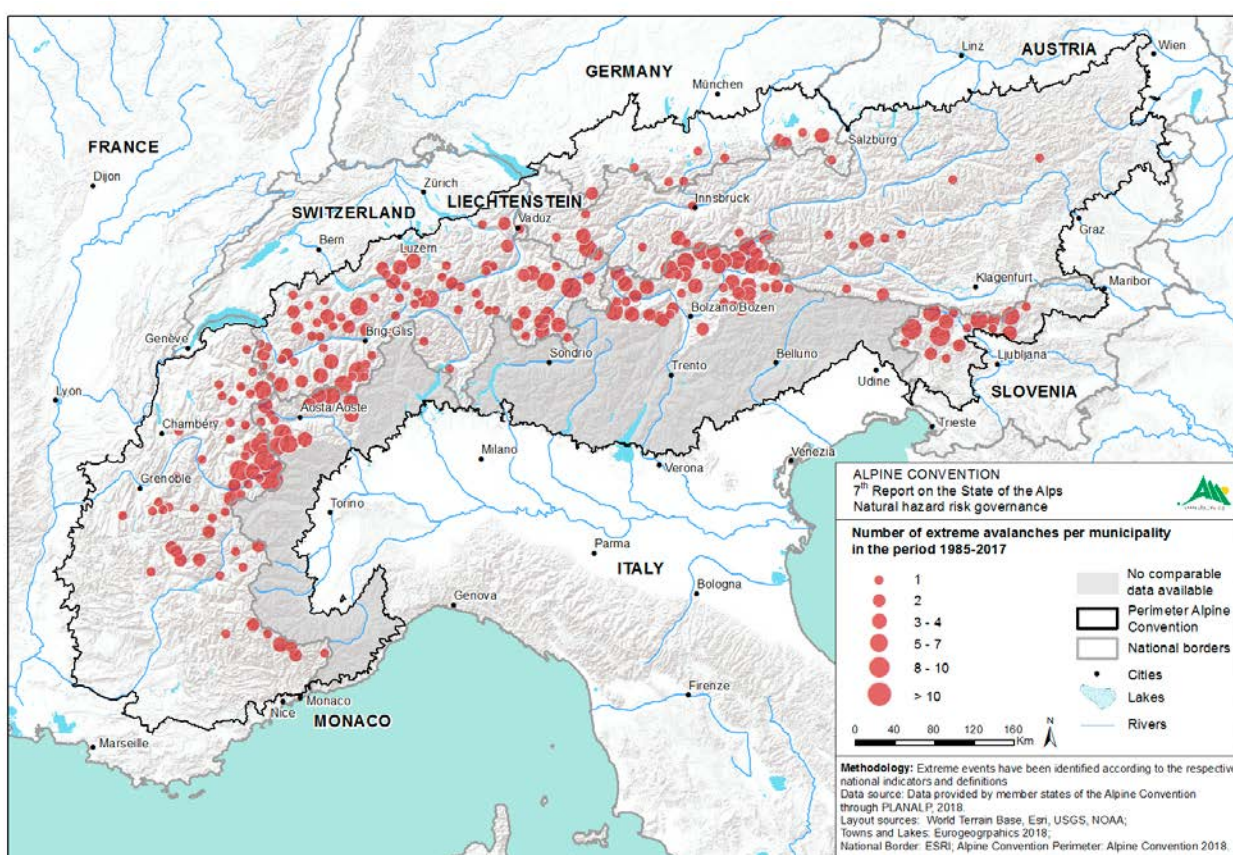 Linz
AUSTRIA
Wien
GERMANY
München
Salzburg
FRANCE
Dijon
Zürich
LIECHTENSTEIN
Innsbruck
SWITZERLAND
Vaduz
Bern
Luzern
Graz
Klagenfurt
Maribor
Bolzano/Bozen
Genève
Brig-Glis
Sondrio
Trento
Belluno
Ljubljana
Udine
SLOVENIA
Lyon
Aosta/Aoste
Chambéry
Trieste
Milano
Venezia
Verona
Grenoble
Torino
Parma
ITALY
Bologna
Genova
Firenze
Nice
Monaco
MONACO
Marseille
ALPINE CONVENTION
7th Report on the State of the Alps
Natural hazard risk governance
Number of extreme avalanches per municipality
in the period 1985-2017
1
2
3 - 4
5 - 7
8 - 10
> 10
No comparable
data available
Perimeter Alpine
Convention
National borders
Cities
Lakes
Rivers
0 20 40 80 120 160
Km
N
Methodology: Extreme events have been identified according to the respective
national indicators and definitions
Data source: Data provided by member states of the Alpine Convention
through PLANALP, 2018.
Layout sources: World Terrain Base, Esri, USGS, NOAA;
Towns and Lakes: Eurogeogrpahics 2018;
National Border: ESRI; Alpine Convention Perimeter: Alpine Convention 2018.